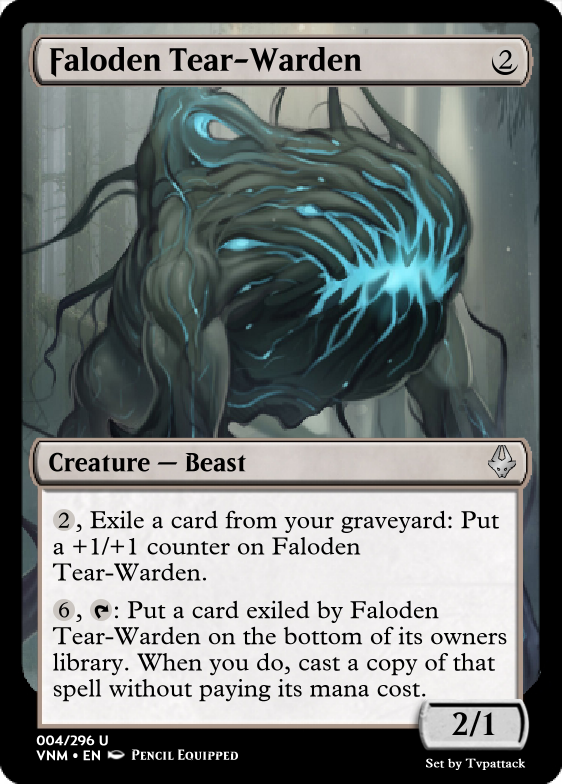 Faloden Tear-Warden 2
Creature — Beast
2, Exile a card from your graveyard: Put
a +1/+1 counter on Faloden
Tear-Warden.
6, : Put a card exiled by Faloden
Tear-Warden on the bottom of its owners
library. When you do, cast a copy of that
spell without paying its mana cost.
2/1
004/296 U
VNM • EN Pencil Equipped
Set by Tvpattack